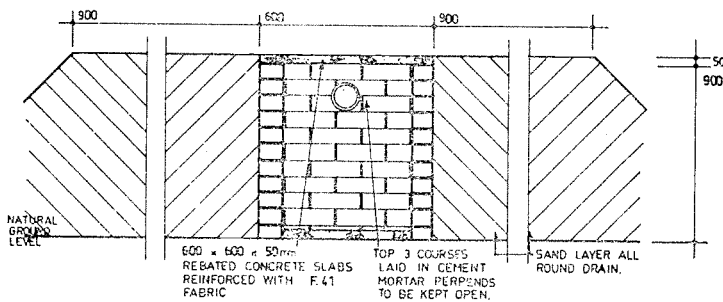 900
600
900
50
900
NATURAL
GROUND
LEVEL
600 x 600 x 50mm
REBATED CONCRETE SLABS
REINFORCED WITH F.41
FABRIC
TOP 3 COURSES
LAID IN CEMENT
MORTAR PERPENDS
TO BE KEPT OPEN.
SAND LAYER ALL
ROUND DRAIN.